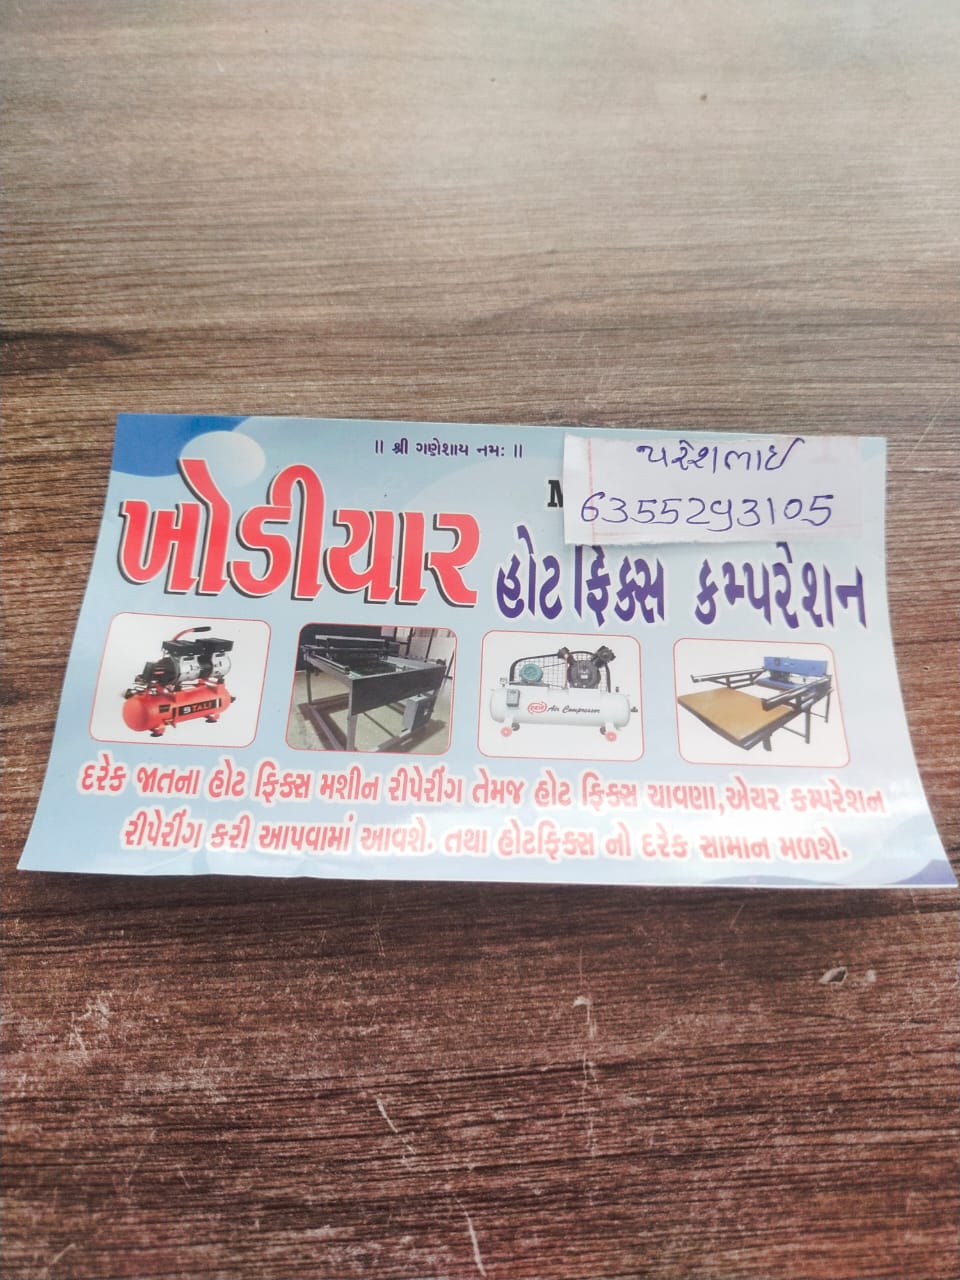 ॥ શ્રી ગણેશાય નમઃ ॥
પરેશભાઈ
6355293105
ખોડીયાર
હોટ ફિક્સ કમ્પરેશન
STALI
Air Compressor
દરેક જાતના હોટ ફિક્સ મશીન રીપેરીંગ તેમજ હોટ ફિક્સ ચાવણા,એયર કમ્પરેશન
રીપેરીંગ કરી આપવામાં આવશે. તથા હોટફિક્સ નો દરેક સામાન મળશે.